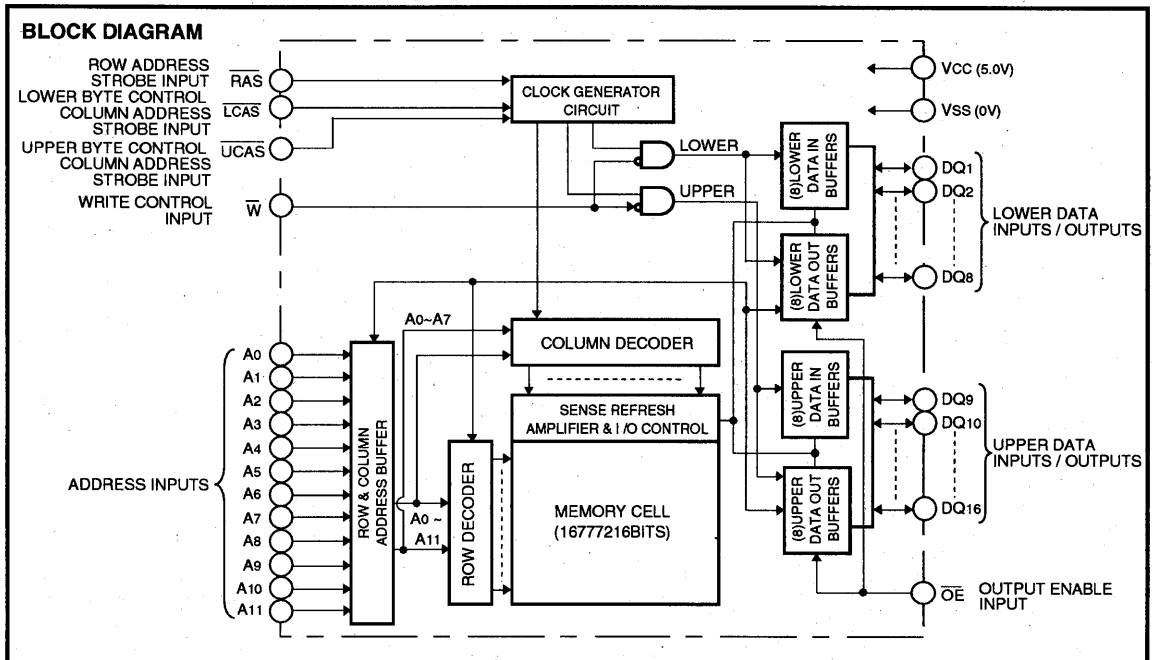 BLOCK DIAGRAM
ROW ADDRESS
STROBE INPUT
RAS
LOWER BYTE CONTROL
COLUMN ADDRESS
STROBE INPUT
LCAS
UPPER BYTE CONTROL
COLUMN ADDRESS
STROBE INPUT
UCAS
WRITE CONTROL
INPUT
W
CLOCK GENERATOR
CIRCUIT
LOWER
UPPER
(8)LOWER
DATA IN
BUFFERS
(8)LOWER
DATA OUT
BUFFERS
VCC (5.0V)
VSS (0V)
DQ1
DQ2
DQ8
LOWER DATA
INPUTS / OUTPUTS
ADDRESS INPUTS
A0
A1
A2
A3
A4
A5
A6
A7
A8
A9
A10
A11
ROW & COLUMN
ADDRESS BUFFER
A0~A7
A0 ~
A11
ROW DECODER
COLUMN DECODER
SENSE REFRESH
AMPLIFIER & I /O CONTROL
MEMORY CELL
(16777216BITS)
(8)UPPER
DATA IN
BUFFERS
(8)UPPER
DATA OUT
BUFFERS
DQ9
DQ10
DQ16
UPPER DATA
INPUTS / OUTPUTS
OE
OUTPUT ENABLE
INPUT